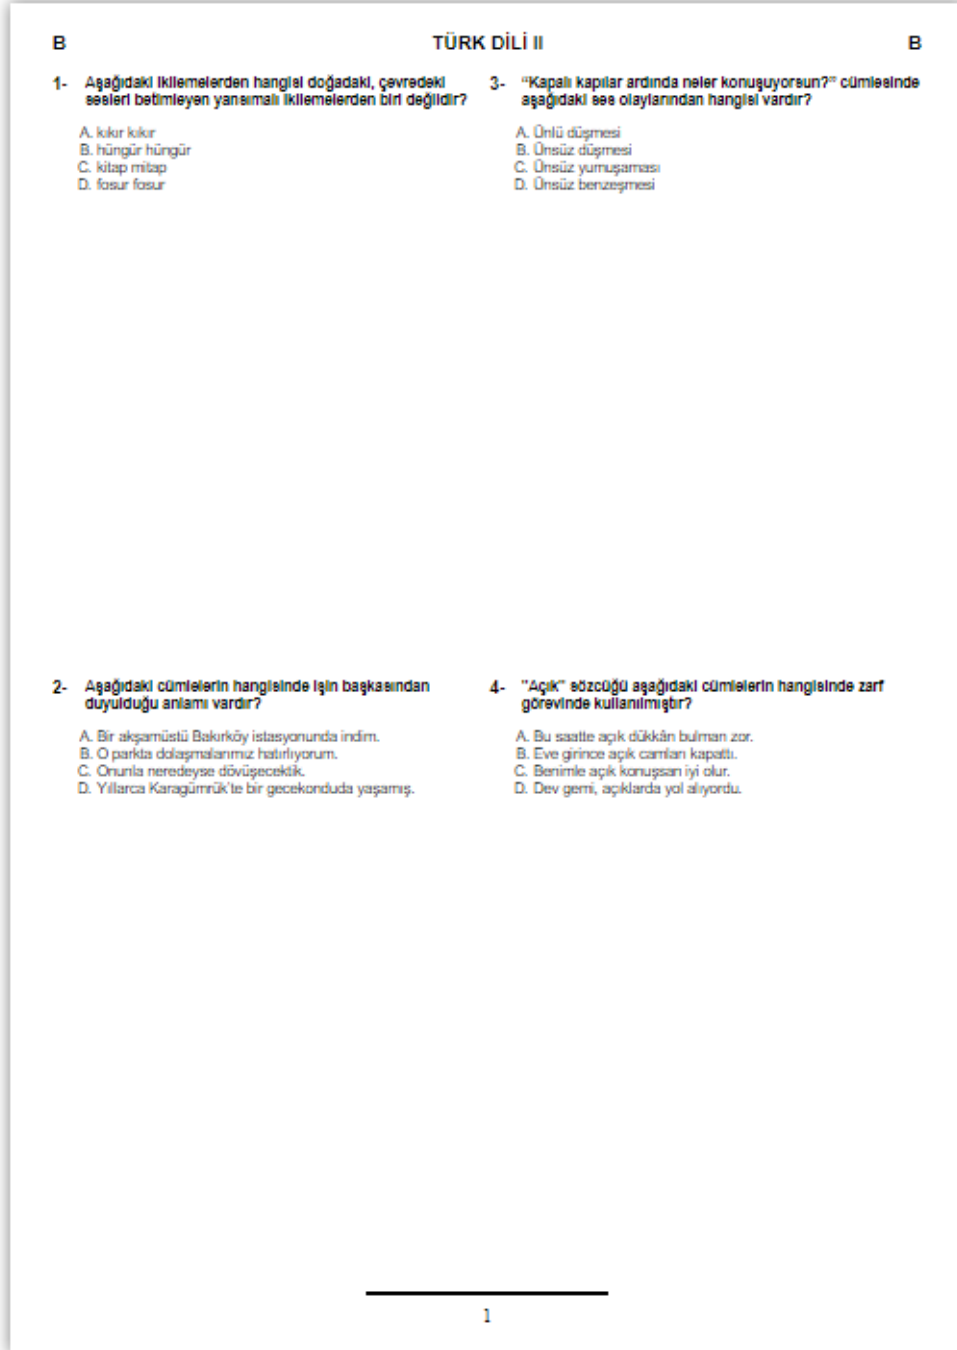 B TÜRK DİLİ II B
1- Aşağıdaki ikilemelerden hangisi doğadaki, çevredeki
sesleri betimleyen yansımalı ikilemelerden biri değildir?
A. kıkır kıkır
B. hüngür hüngür
C. kitap mitap
D. fosur fosur
2- Aşağıdaki cümlelerin hangisinde işin başkasından
duyulduğu anlamı vardır?
A. Bir akşamüstü Bakırköy istasyonunda indim.
B. O parkta dolaşmalarımız hatırlıyorum.
C. Onunla neredeyse dövüşecektik.
D. Yıllarca Karagümrük'te bir gecekonduda yaşamış.
3- “Kapalı kapılar ardında neler konuşuyorsun?” cümlesinde
aşağıdaki ses olaylarından hangisi vardır?
A. Ünlü düşmesi
B. Ünsüz düşmesi
C. Ünsüz yumuşaması
D. Ünsüz benzeşmesi
4- "Açık" sözcüğü aşağıdaki cümlelerin hangisinde zarf
görevinde kullanılmıştır?
A. Bu saatte açık dükkân bulman zor.
B. Eve girince açık camları kapattı.
C. Benimle açık konuşsan iyi olur.
D. Dev gemi, açıklarda yol alıyordu.
1